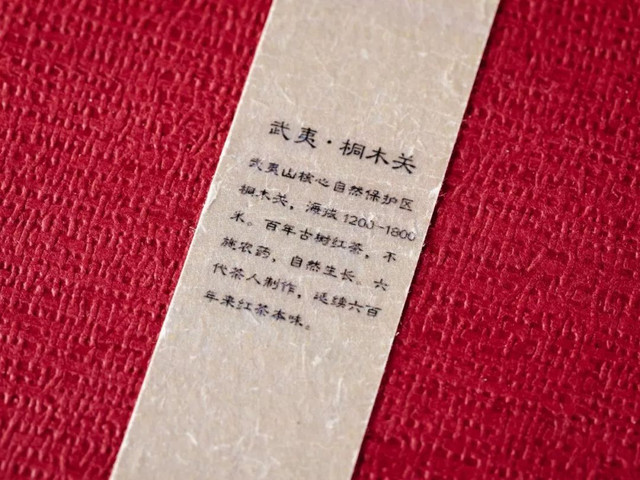 武夷·桐木关
武夷山核心自然保护区
桐木关，海拔1200-1800
米。百年古树红茶，不
施农药，自然生长。六
代茶人制作，延续六百
年来红茶本味。